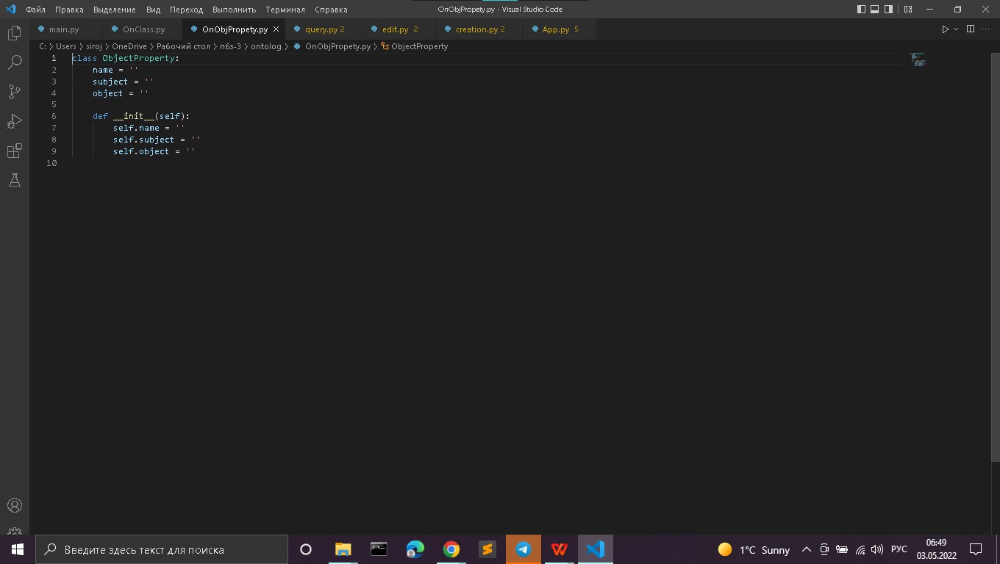 Файл Правка Выделение Вид Переход Выполнить Терминал Справка OnObjPropety.py - Visual Studio Code
main.py OnClass.py OnObjPropety.py query.py 2 edit.py 2 creation.py 2 App.py 5
C: > Users > siroj > OneDrive > Рабочий стол > пбз-3 > ontolog > OnObjPropety.py > ObjectProperty
1 class ObjectProperty:
2 name = ''
3 subject = ''
4 object = ''
5
6 def __init__(self):
7 self.name = ''
8 self.subject = ''
9 self.object = ''
10
Введите здесь текст для поиска 1°C Sunny РУС 06:49
03.05.2022